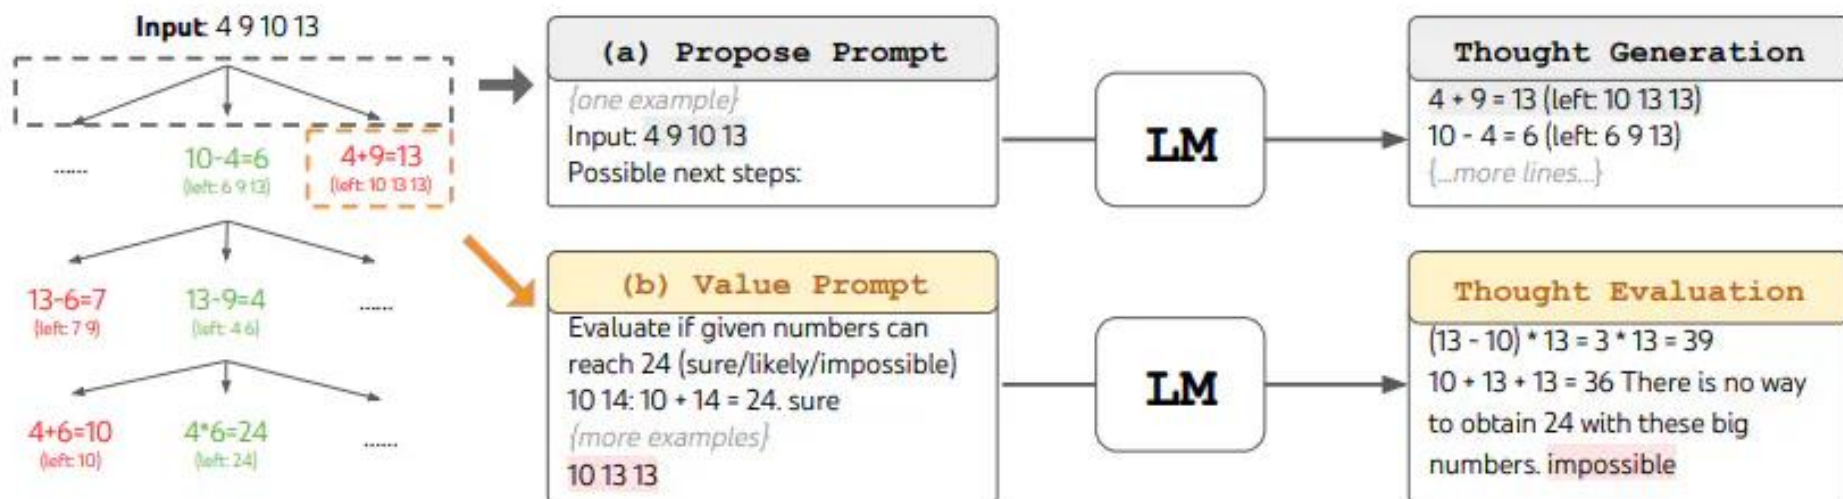 Input: 4 9 10 13
......
10-4=6
(left: 6 9 13)
4+9=13
(left: 10 13 13)
13-6=7
(left: 7 9)
13-9=4
(left: 4 6)
......
4+6=10
(left: 10)
4*6=24
(left: 24)
......
(a) Propose Prompt
{one example}
Input: 4 9 10 13
Possible next steps:
LM
Thought Generation
4 + 9 = 13 (left: 10 13 13)
10 - 4 = 6 (left: 6 9 13)
{...more lines...}
(b) Value Prompt
Evaluate if given numbers can
reach 24 (sure/likely/impossible)
10 14: 10 + 14 = 24. sure
{more examples}
10 13 13
LM
Thought Evaluation
(13 - 10) * 13 = 3 * 13 = 39
10 + 13 + 13 = 36 There is no way
to obtain 24 with these big
numbers. impossible